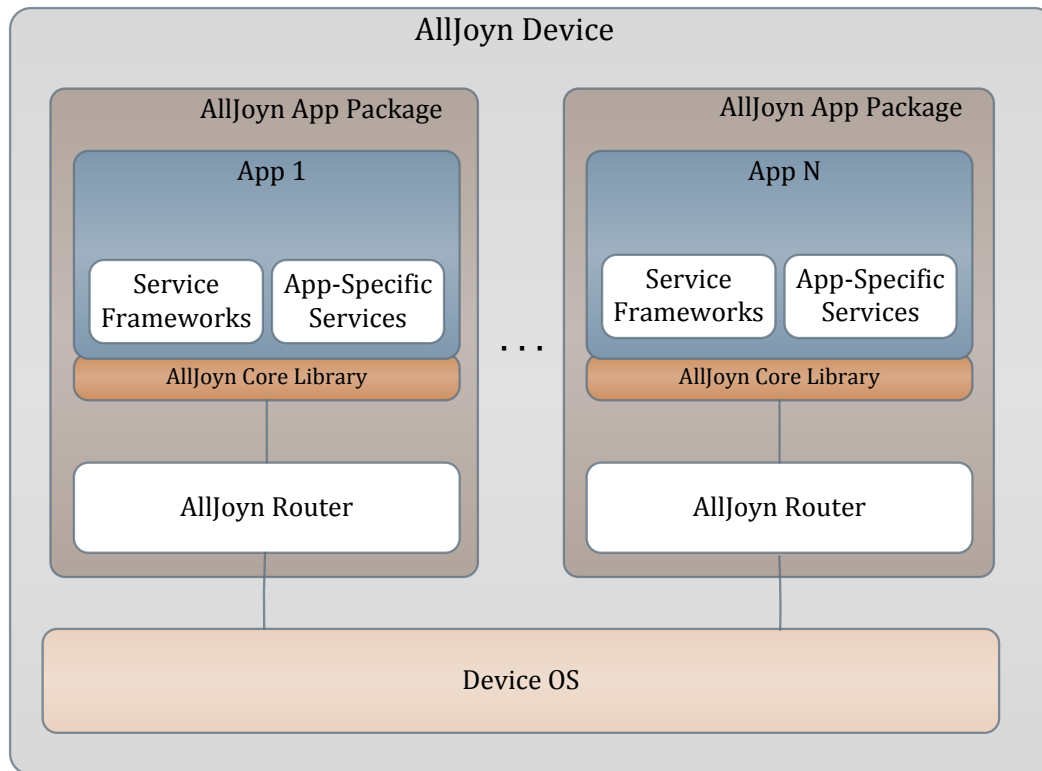 AllJoyn Device
AllJoyn App Package
App 1
Service
Frameworks
App-Specific
Services
AllJoyn Core Library
AllJoyn Router
. . .
AllJoyn App Package
App N
Service
Frameworks
App-Specific
Services
AllJoyn Core Library
AllJoyn Router
Device OS